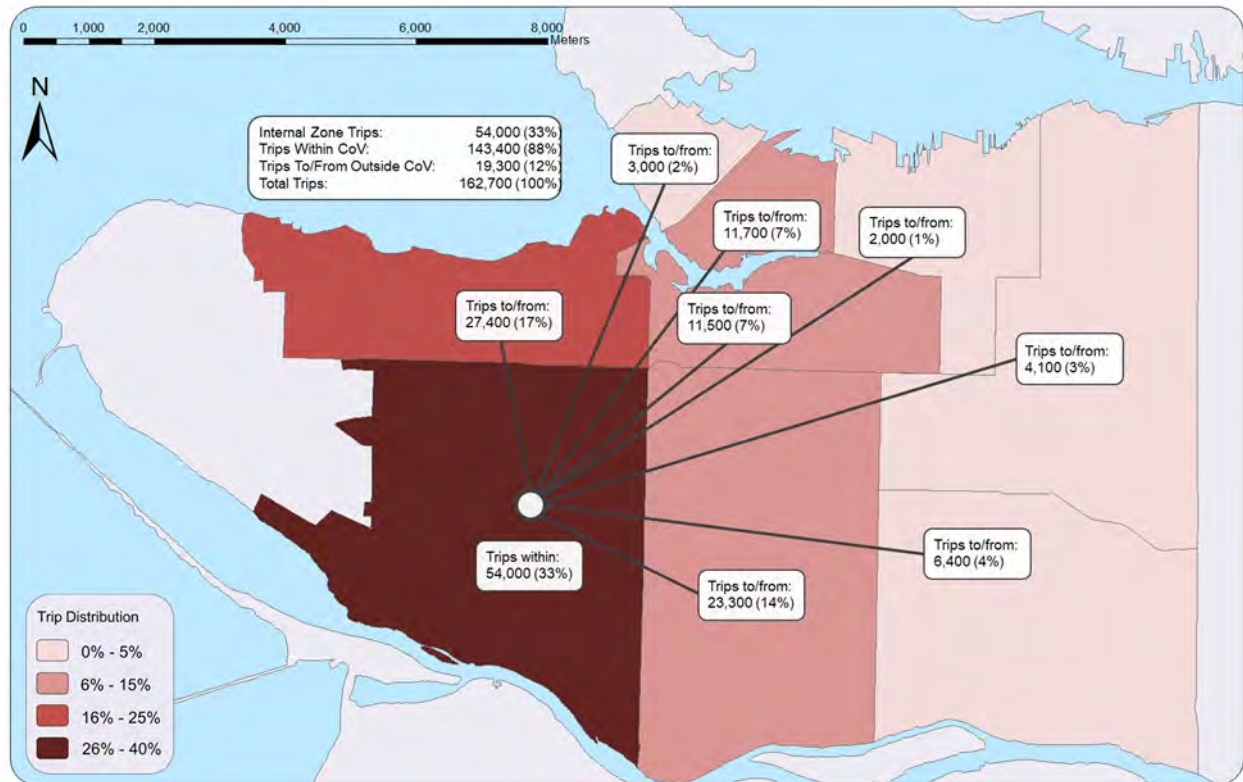 0 1,000 2,000 4,000 6,000 8,000
Meters
N
Internal Zone Trips: 54,000 (33%)
Trips Within CoV: 143,400 (88%)
Trips To/From Outside CoV: 19,300 (12%)
Total Trips: 162,700 (100%)
Trips to/from:
3,000 (2%)
Trips to/from:
11,700 (7%)
Trips to/from:
2,000 (1%)
Trips to/from:
27,400 (17%)
Trips to/from:
11,500 (7%)
Trips to/from:
4,100 (3%)
Trips within:
54,000 (33%)
Trips to/from:
6,400 (4%)
Trips to/from:
23,300 (14%)
Trip Distribution
0% - 5%
6% - 15%
16% - 25%
26% - 40%